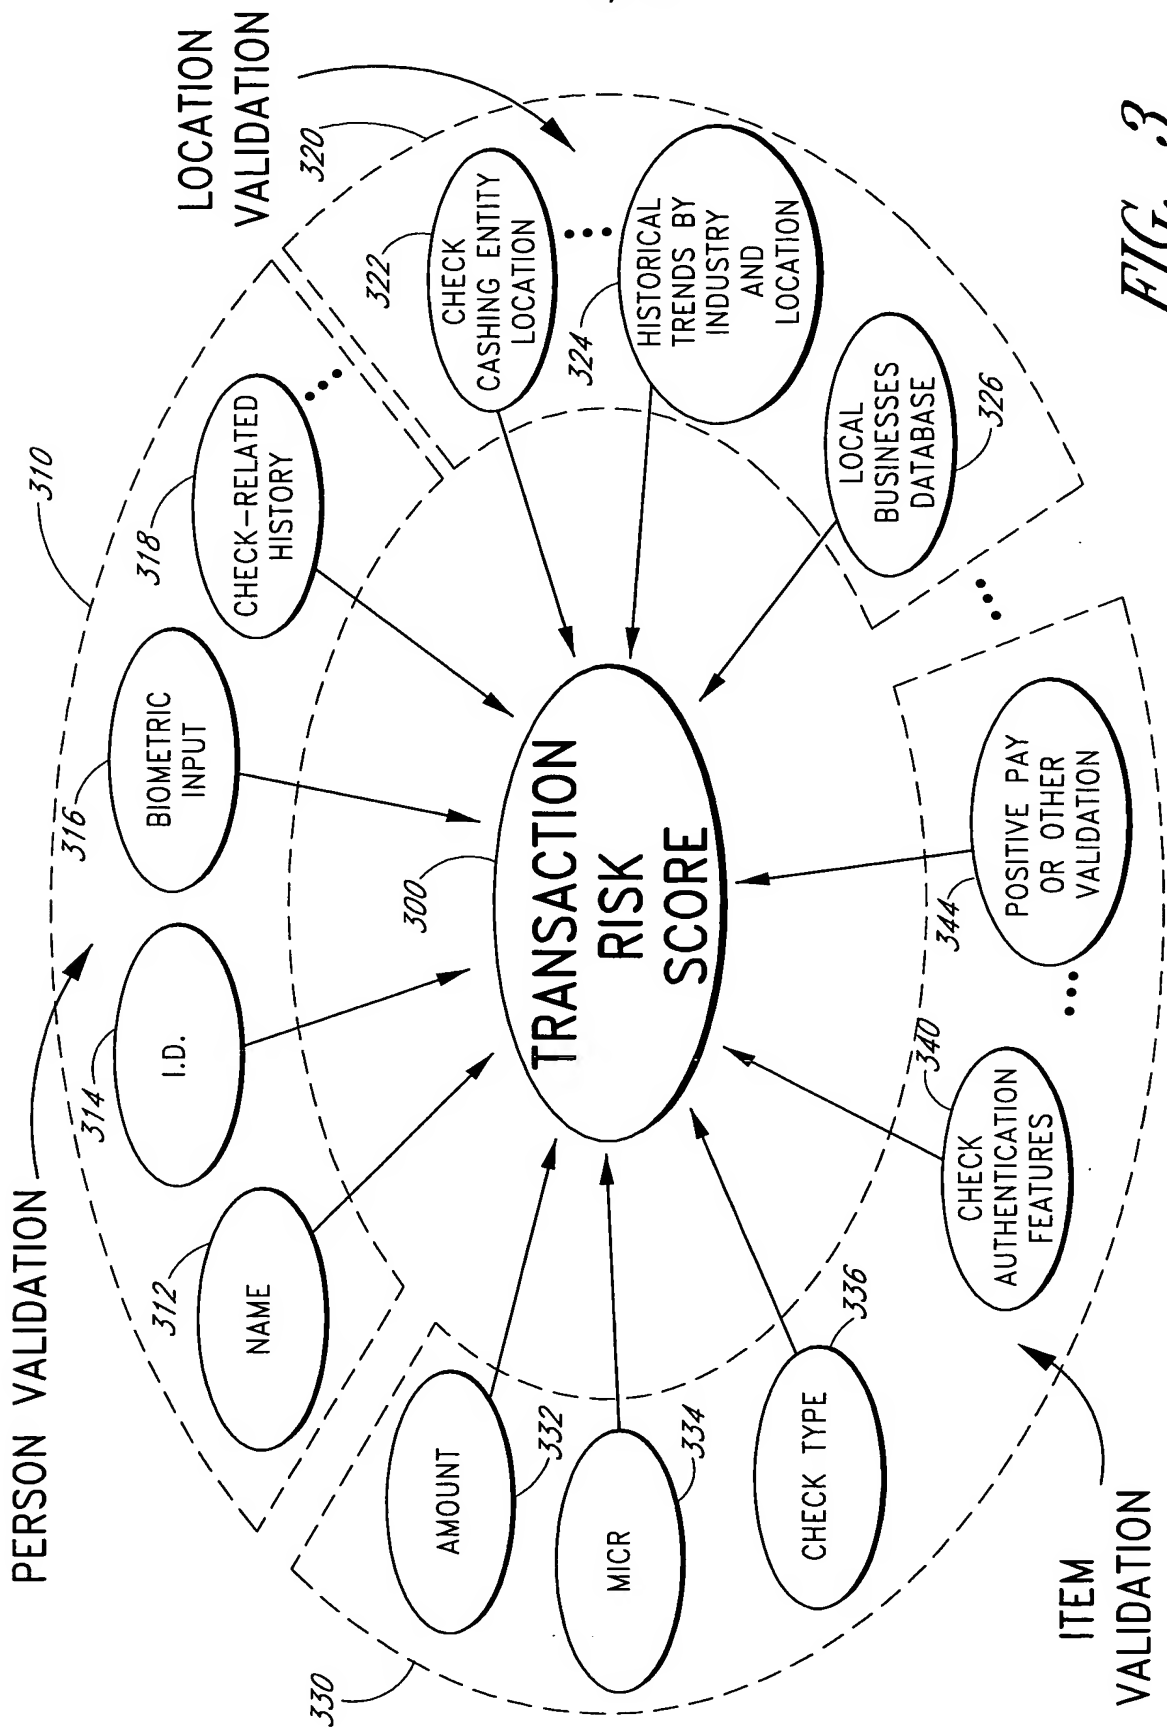 PERSON VALIDATION
310
312
NAME
314
I.D.
316
BIOMETRIC
INPUT
318
CHECK-RELATED
HISTORY
LOCATION
VALIDATION
320
322
CHECK
CASHING ENTITY
LOCATION
324
HISTORICAL
TRENDS BY
INDUSTRY
AND
LOCATION
LOCAL
BUSINESSES
DATABASE
326
300
TRANSACTION
RISK
SCORE
330
AMOUNT
332
MICR
334
CHECK TYPE
336
340
CHECK
AUTHENTICATION
FEATURES
344
POSITIVE PAY
OR OTHER
VALIDATION
ITEM
VALIDATION
FIG. 3